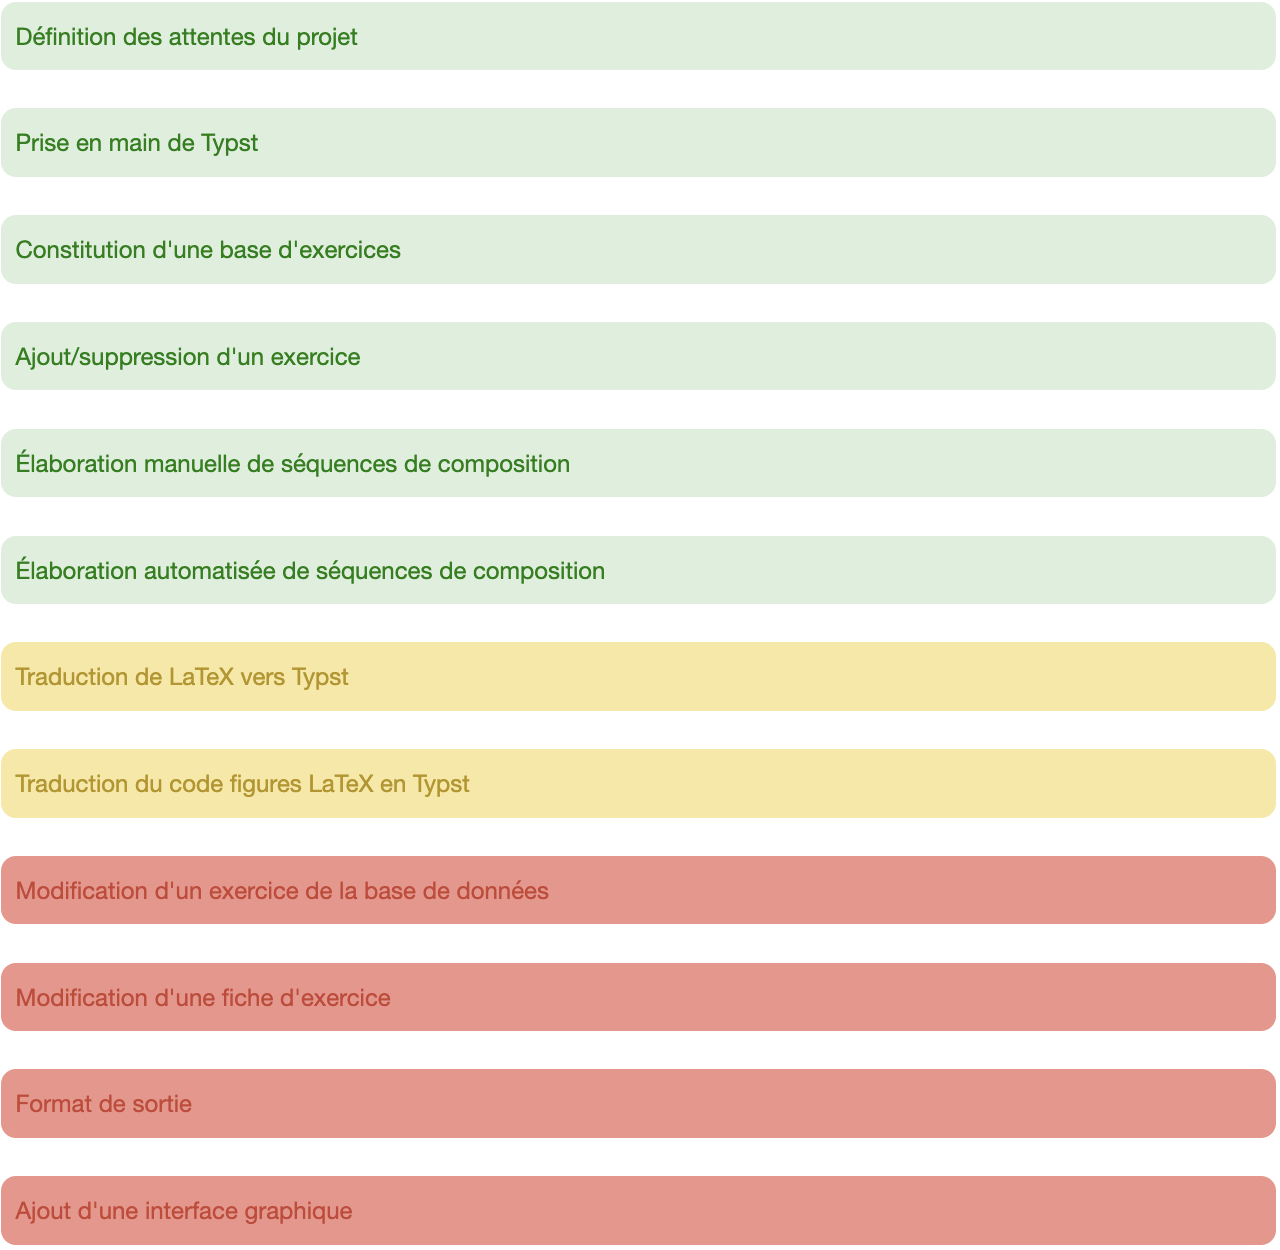 Définition des attentes du projet
Prise en main de Typst
Constitution d'une base d'exercices
Ajout/suppression d'un exercice
Élaboration manuelle de séquences de composition
Élaboration automatisée de séquences de composition
Traduction de LaTeX vers Typst
Traduction du code figures LaTeX en Typst
Modification d'un exercice de la base de données
Modification d'une fiche d'exercice
Format de sortie
Ajout d'une interface graphique